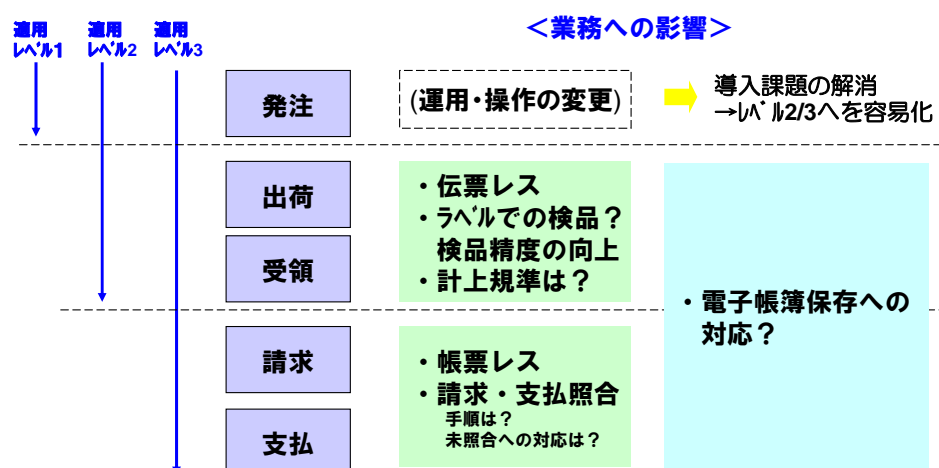 適用
ﾚﾍﾞﾙ1
適用
ﾚﾍﾞﾙ2
適用
ﾚﾍﾞﾙ3
＜業務への影響＞
発注
(運用・操作の変更)
導入課題の解消
→ﾚﾍﾞﾙ2/3へを容易化
出荷
受領
・伝票レス
・ﾗﾍﾞﾙでの検品？
検品精度の向上
・計上規準は？
・電子帳簿保存への
対応？
請求
支払
・帳票レス
・請求・支払照合
手順は？
未照合への対応は？